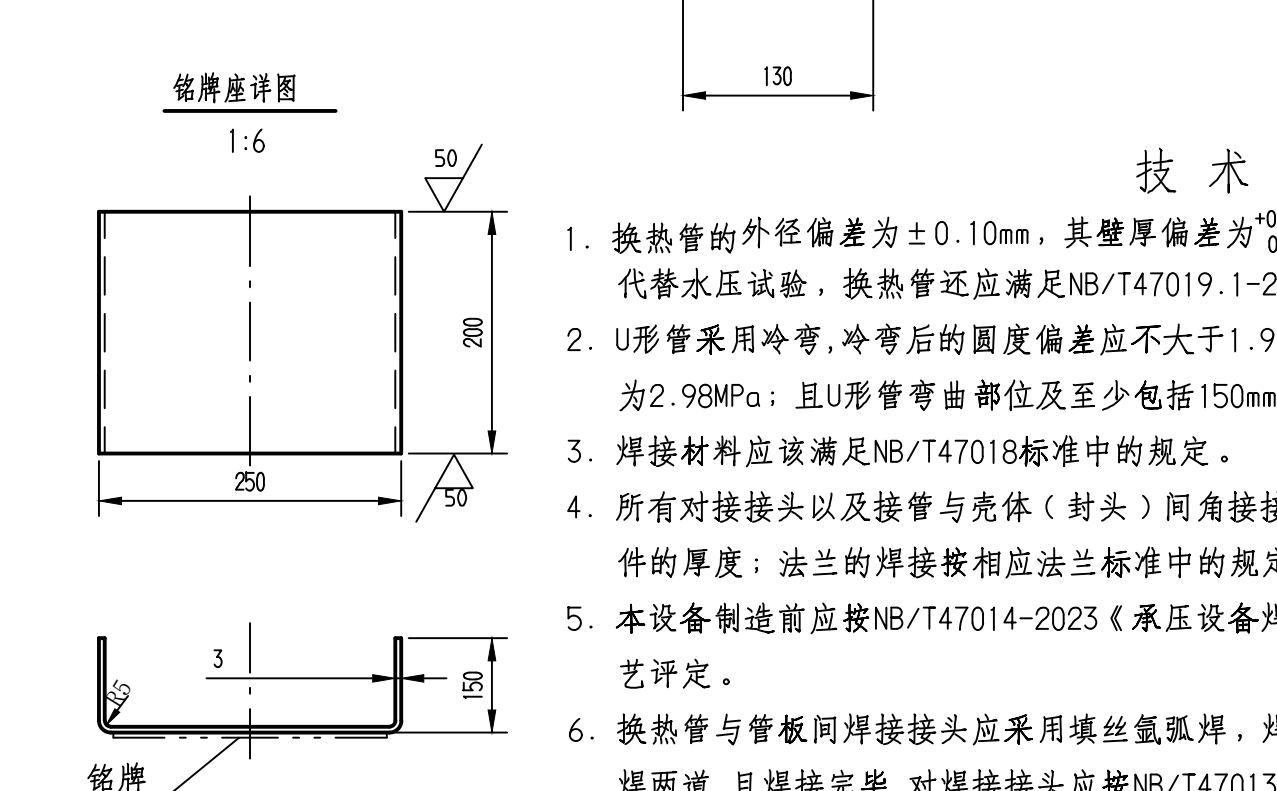 130
铭牌座详图
1:6
50
200
250
50
3
R5
150
铭牌
技 术
1. 换热管的外径偏差为±0.10mm，其壁厚偏差为+0 0
代替水压试验，换热管还应满足NB/T47019.1-2
2. U形管采用冷弯,冷弯后的圆度偏差应不大于1.9
为2.98MPa；且U形管弯曲部位及至少包括150mm
3. 焊接材料应该满足NB/T47018标准中的规定。
4. 所有对接接头以及接管与壳体（封头）间角接接
件的厚度；法兰的焊接按相应法兰标准中的规定
5. 本设备制造前应按NB/T47014-2023《承压设备焊
艺评定。
6. 换热管与管板间焊接接头应采用填丝氩弧焊，焊
焊两道,且焊接完毕,对焊接接头应按NB/T47013